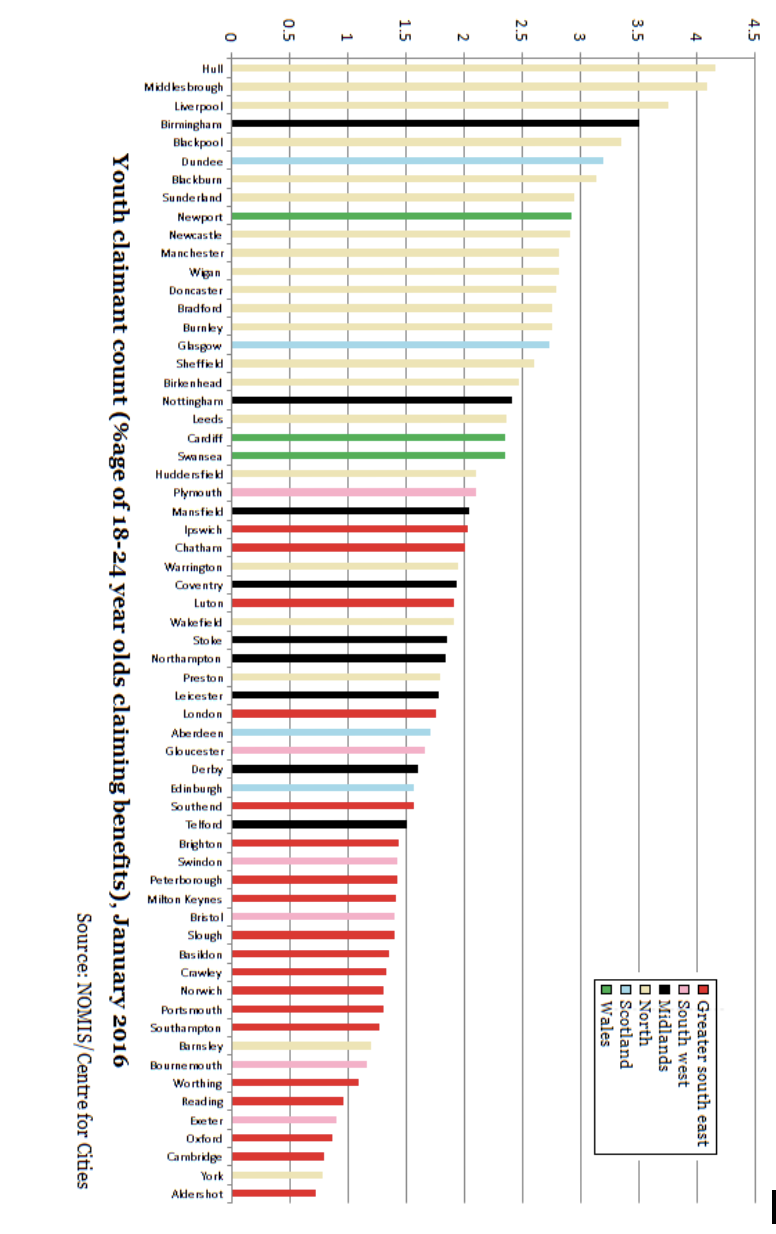 0
0.5
1
1.5
2
2.5
3
3.5
4
4.5
Hull
Middlesbrough
Liverpool
Birmingham
Blackpool
Dundee
Blackburn
Sunderland
Newport
Newcastle
Manchester
Wigan
Doncaster
Bradford
Burnley
Glasgow
Sheffield
Birkenhead
Nottingham
Leeds
Cardiff
Swansea
Huddersfield
Plymouth
Mansfield
Ipswich
Chatham
Warrington
Coventry
Luton
Wakefield
Stoke
Northampton
Preston
Leicester
London
Aberdeen
Gloucester
Derby
Edinburgh
Southend
Telford
Brighton
Swindon
Peterborough
Milton Keynes
Bristol
Slough
Basildon
Crawley
Norwich
Portsmouth
Southampton
Barnsley
Bournemouth
Worthing
Reading
Exeter
Oxford
Cambridge
York
Aldershot
Greater south east
South west
Midlands
North
Scotland
Wales
Youth claimant count (%age of 18-24 year olds claiming benefits), January 2016
Source: NOMIS/Centre for Cities